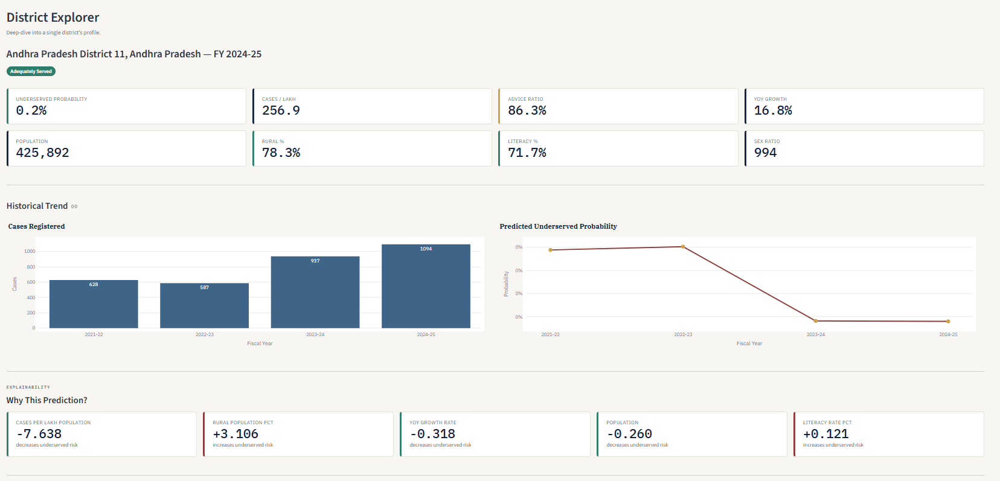 District Explorer
Deep-dive into a single district's profile.
Andhra Pradesh District 11, Andhra Pradesh — FY 2024-25
Adequately Served
UNDERSERVED PROBABILITY
0.2%
CASES / LAKH
256.9
ADVICE RATIO
86.3%
YOY GROWTH
16.8%
POPULATION
425,892
RURAL %
78.3%
LITERACY %
71.7%
SEX RATIO
994
Historical Trend
Cases Registered
1000
800
600
400
200
0
Cases
628
587
937
1094
2021-22
2022-23
2023-24
2024-25
Fiscal Year
Predicted Underserved Probability
0%
0%
0%
0%
Probability
2021-22
2022-23
2023-24
2024-25
Fiscal Year
EXPLAINABILITY
Why This Prediction?
CASES PER LAKH POPULATION
-7.638
decreases underserved risk
RURAL POPULATION PCT
+3.106
increases underserved risk
YOY GROWTH RATE
-0.318
decreases underserved risk
POPULATION
-0.260
decreases underserved risk
LITERACY RATE PCT
+0.121
increases underserved risk